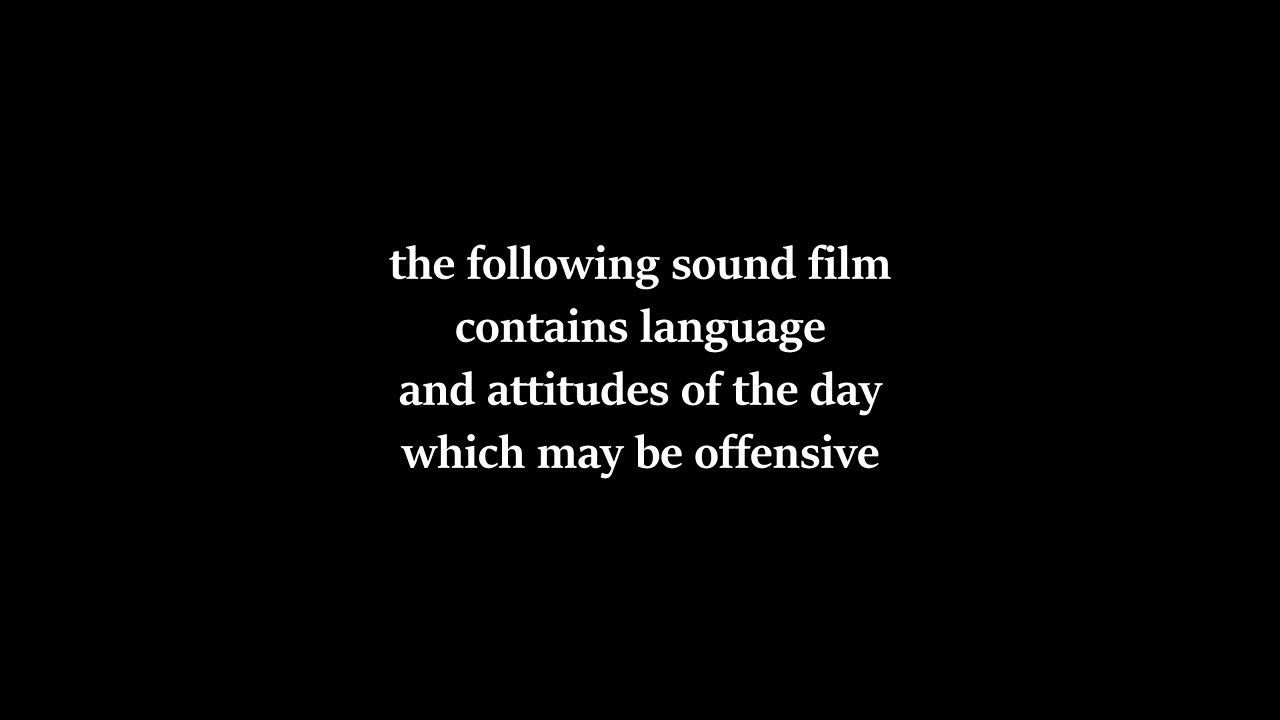 the following sound film
contains language
and attitudes of the day
which may be offensive